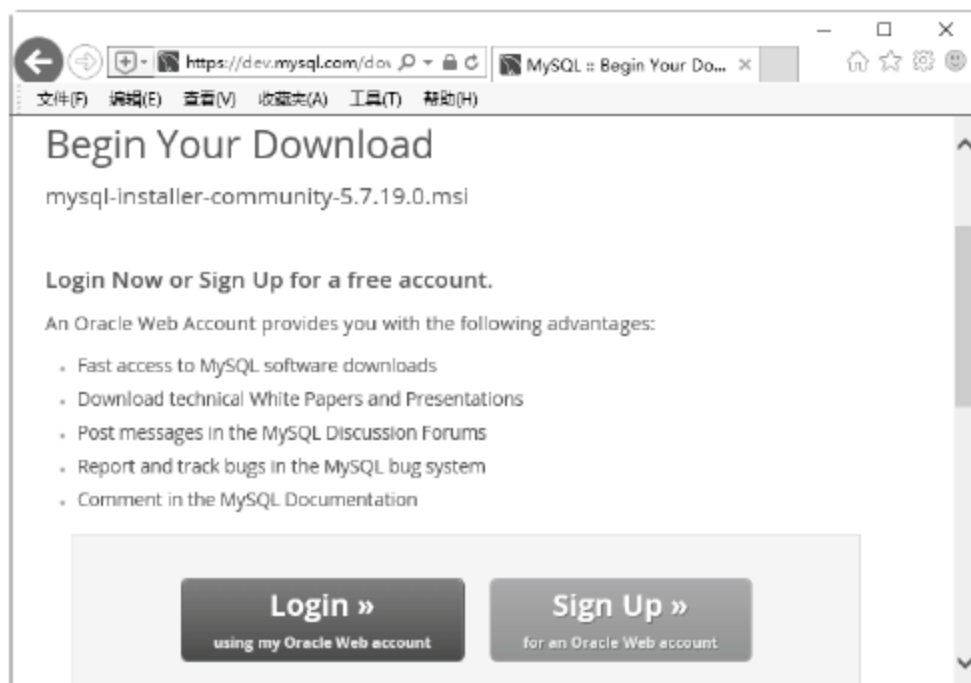 https://dev.mysql.com/dov
MySQL :: Begin Your Do...
文件(F) 编辑(E) 查看(V) 收藏夹(A) 工具(T) 帮助(H)
Begin Your Download
mysql-installer-community-5.7.19.0.msi
Login Now or Sign Up for a free account.
An Oracle Web Account provides you with the following advantages:
Fast access to MySQL software downloads
Download technical White Papers and Presentations
Post messages in the MySQL Discussion Forums
Report and track bugs in the MySQL bug system
Comment in the MySQL Documentation
Login »
using my Oracle Web account
Sign Up »
for an Oracle Web account